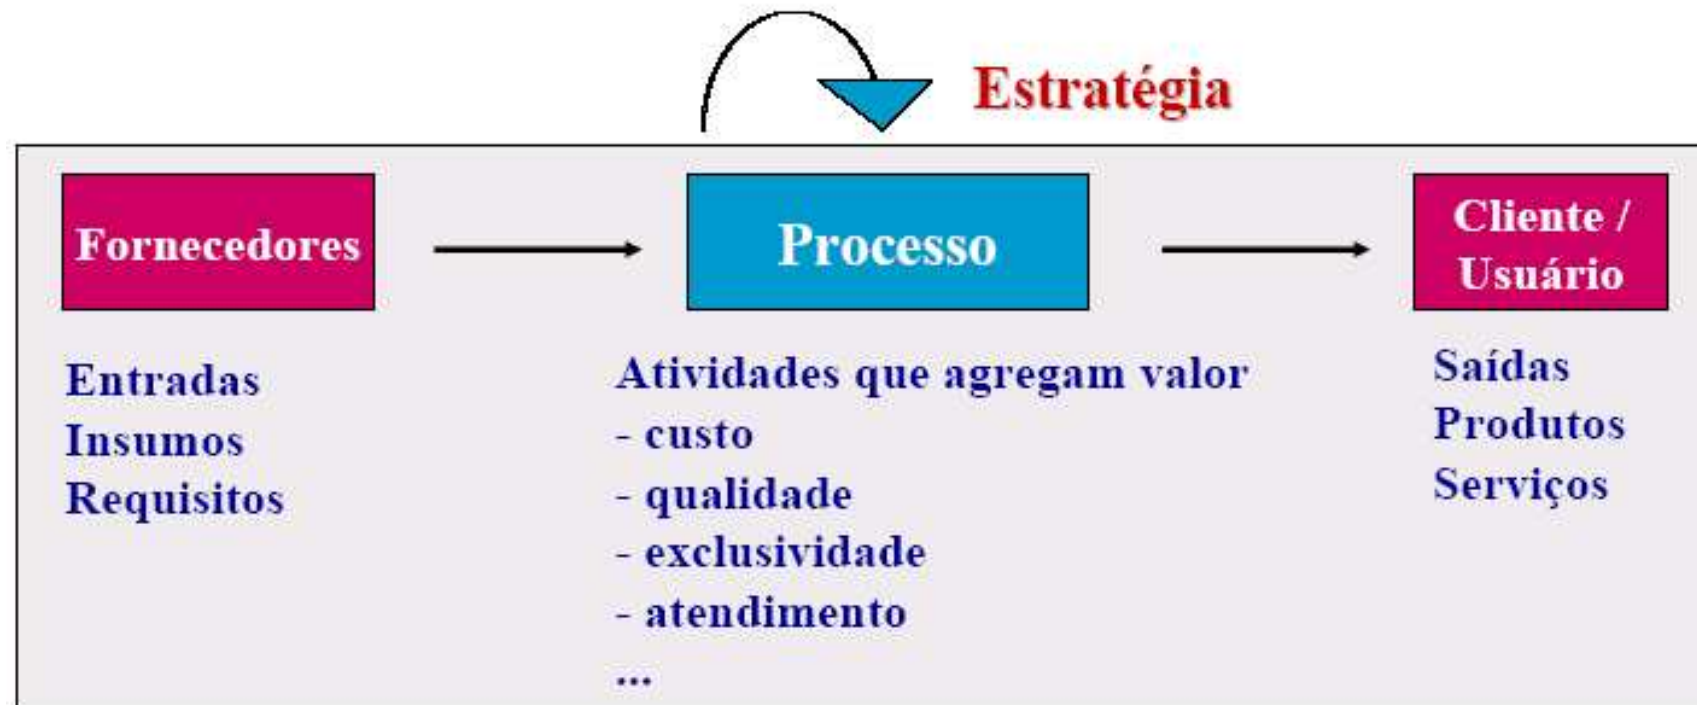 Estratégia
Fornecedores
Processo
Cliente /
Usuário
Entradas
Insumos
Requisitos
Atividades que agregam valor
- custo
- qualidade
- exclusividade
- atendimento
...
Saídas
Produtos
Serviços